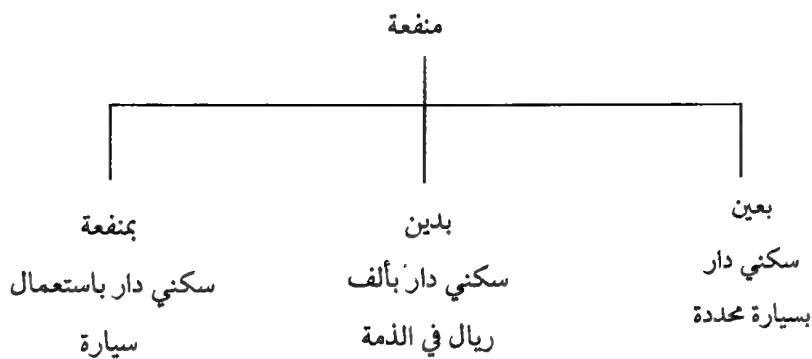 منفعة
بعين
سكني دار
بسيارة محددة
بدين
سكني دار بألف
ريال في الذمة
بمنفعة
سكني دار باستعمال
سيارة